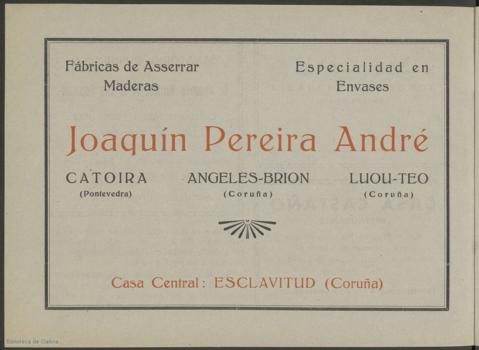 Fábricas de Asserrar Maderas
Especialidad en Envases
Joaquín Pereira André
CATOIRA
(Pontevedra)
ANGELES-BRION
(Coruña)
LUOU-TEO
(Coruña)
Casa Central: ESCLAVITUD (Coruña)
Biblioteca de Galicia